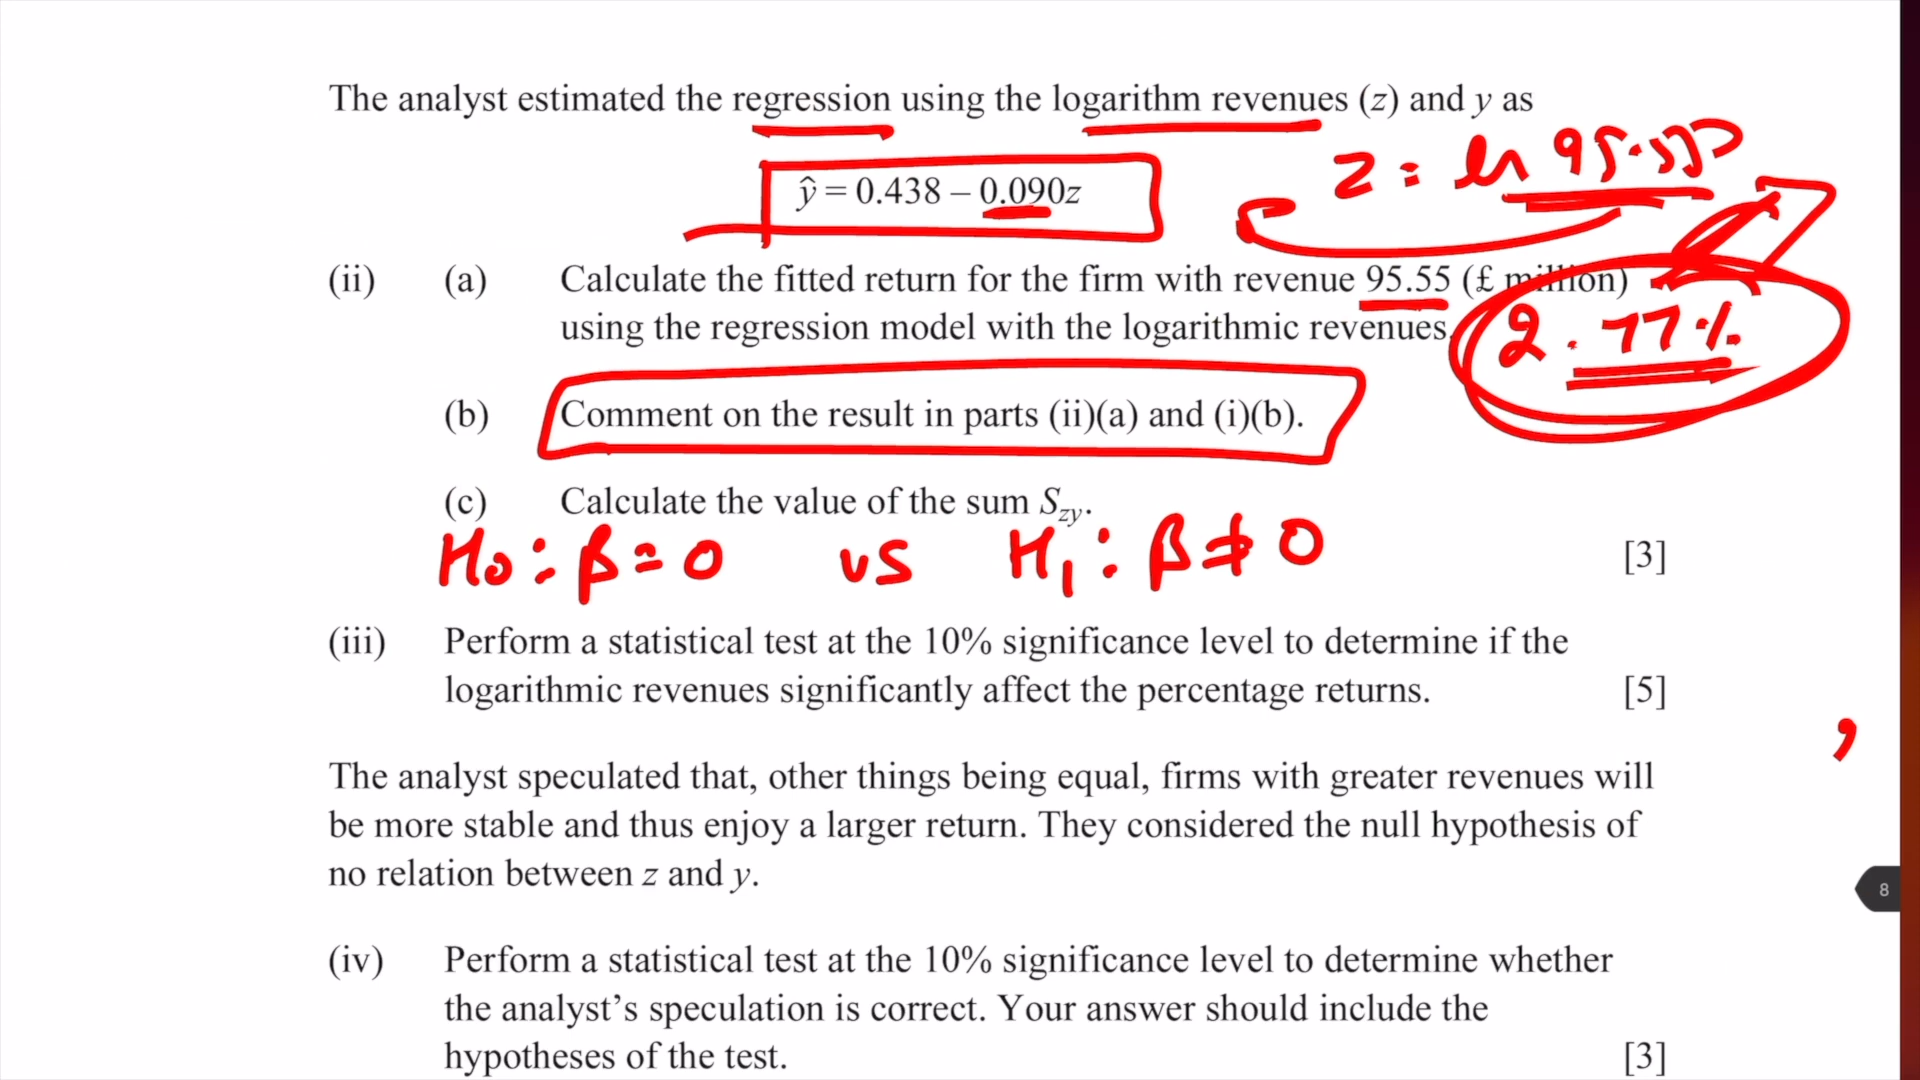 The analyst estimated the regression using the logarithm revenues (z) and y as
ŷ = 0.438 – 0.090z
z = ln 95.55
(ii) (a) Calculate the fitted return for the firm with revenue 95.55 (£ million)
using the regression model with the logarithmic revenues.
2.77%
(b) Comment on the result in parts (ii)(a) and (i)(b).
(c) Calculate the value of the sum Szy.
H0 : β = 0 vs H1 : β ≠ 0
[3]
(iii) Perform a statistical test at the 10% significance level to determine if the
logarithmic revenues significantly affect the percentage returns. [5]
The analyst speculated that, other things being equal, firms with greater revenues will
be more stable and thus enjoy a larger return. They considered the null hypothesis of
no relation between z and y.
8
(iv) Perform a statistical test at the 10% significance level to determine whether
the analyst’s speculation is correct. Your answer should include the
hypotheses of the test. [3]